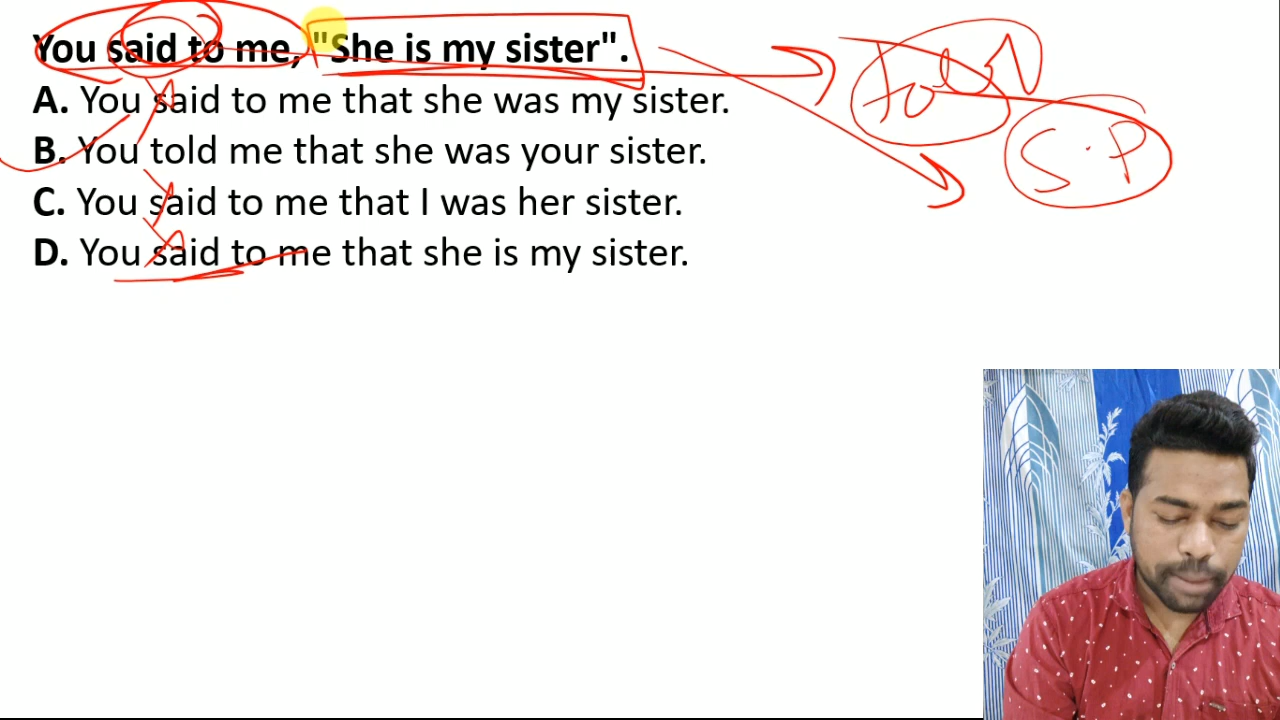 You said to me, "She is my sister".
A. You said to me that she was my sister.
B. You told me that she was your sister.
C. You said to me that I was her sister.
D. You said to me that she is my sister.
S.P